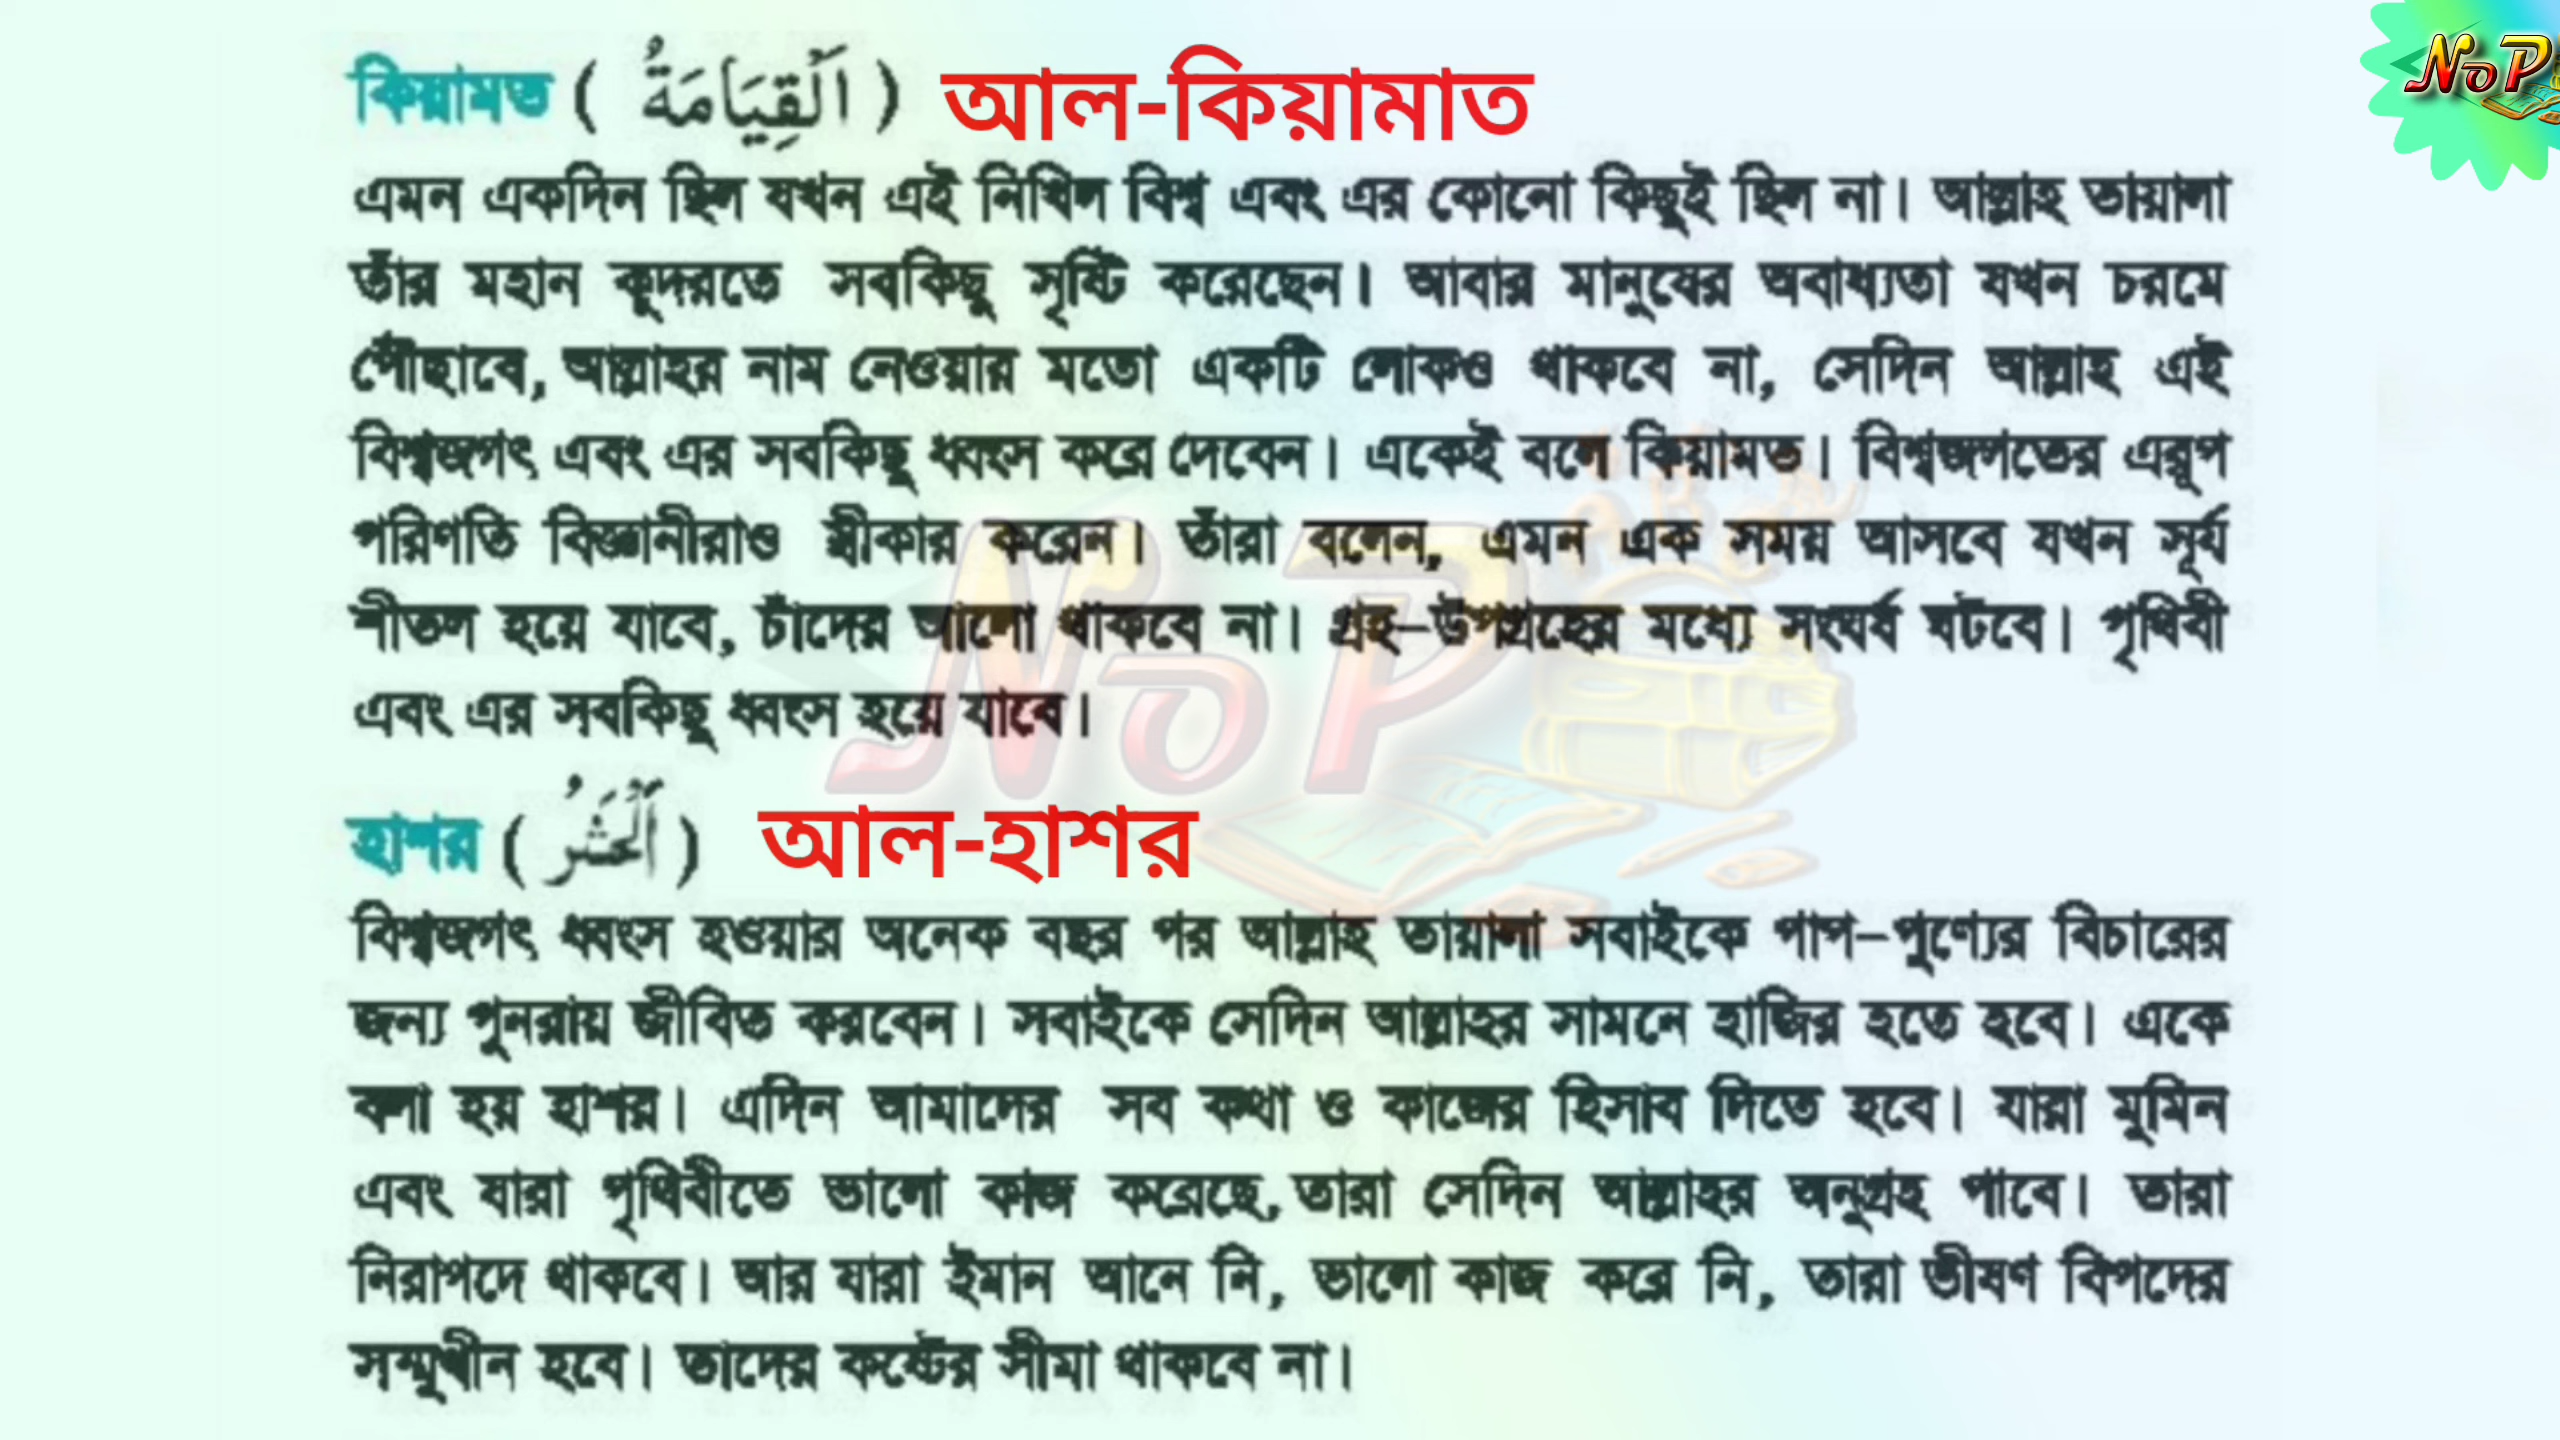 কিয়ামত ( اَلْقِيَامَةُ ) আল-কিয়ামাত
NoP
এমন একদিন ছিল যখন এই নিখিল বিশ্ব এবং এর কোনো কিছুই ছিল না। আল্লাহ তায়ালা
তাঁর মহান কুদরতে সবকিছু সৃষ্টি করেছেন। আবার মানুষের অবাধ্যতা যখন চরমে
পৌঁছাবে, আল্লাহর নাম নেওয়ার মতো একটি লোকও থাকবে না, সেদিন আল্লাহ এই
বিশ্বজগৎ এবং এর সবকিছু ধ্বংস করে দেবেন। একেই বলে কিয়ামত। বিশ্বজগতের এরূপ
পরিণতি বিজ্ঞানীরাও স্বীকার করেন। তাঁরা বলেন, এমন এক সময় আসবে যখন সূর্য
শীতল হয়ে যাবে, চাঁদের আলো থাকবে না। গ্রহ–উপগ্রহের মধ্যে সংঘর্ষ ঘটবে। পৃথিবী
এবং এর সবকিছু ধ্বংস হয়ে যাবে।
NoP
হাশর ( اَلْحَشَرُ ) আল-হাশর
বিশ্বজগৎ ধ্বংস হওয়ার অনেক বছর পর আল্লাহ তায়ালা সবাইকে পাপ–পুণ্যের বিচারের
জন্য পুনরায় জীবিত করবেন। সবাইকে সেদিন আল্লাহর সামনে হাজির হতে হবে। একে
বলা হয় হাশর। এদিন আমাদের সব কথা ও কাজের হিসাব দিতে হবে। যারা মুমিন
এবং যারা পৃথিবীতে ভালো কাজ করেছে, তারা সেদিন আল্লাহর অনুগ্রহ পাবে। তারা
নিরাপদে থাকবে। আর যারা ইমান আনে নি, ভালো কাজ করে নি, তারা ভীষণ বিপদের
সম্মুখীন হবে। তাদের কষ্টের সীমা থাকবে না।